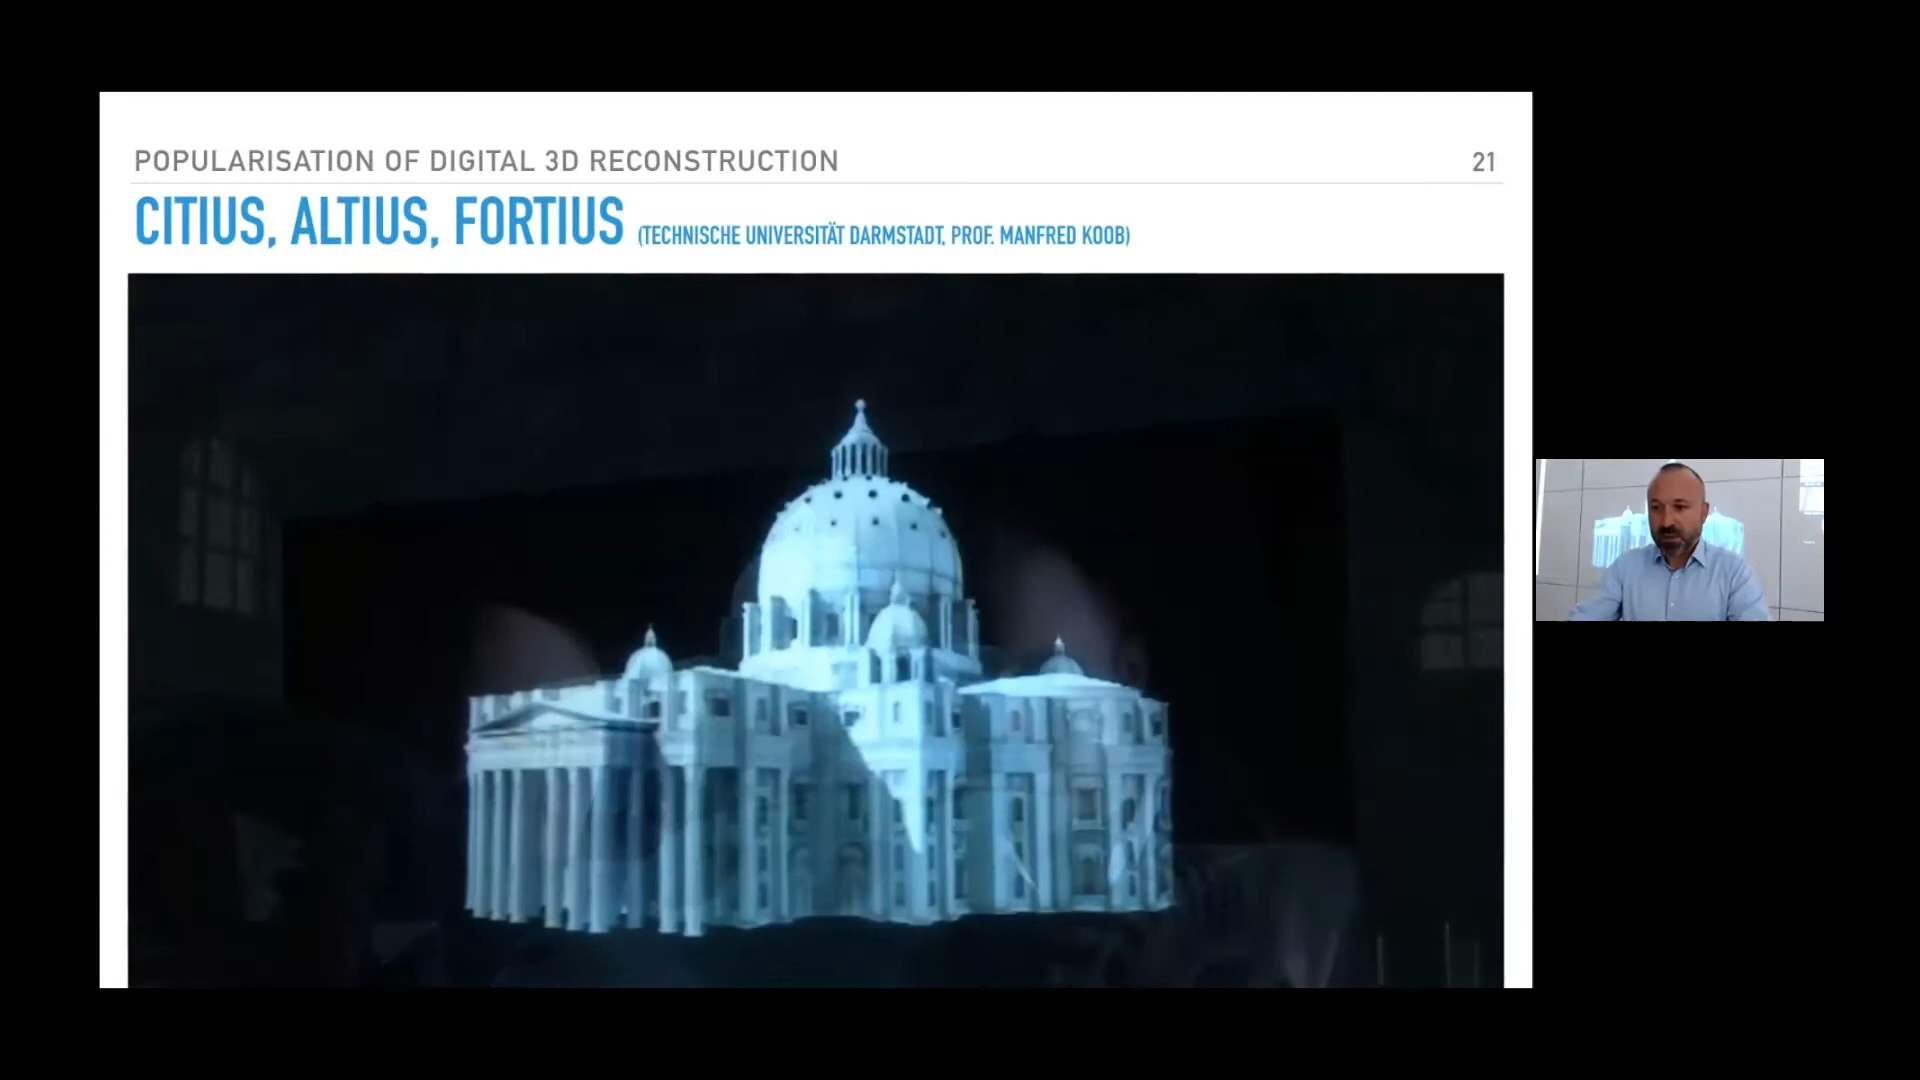 POPULARISATION OF DIGITAL 3D RECONSTRUCTION 21
CITIUS, ALTIUS, FORTIUS (TECHNISCHE UNIVERSITÄT DARMSTADT, PROF. MANFRED KOOB)